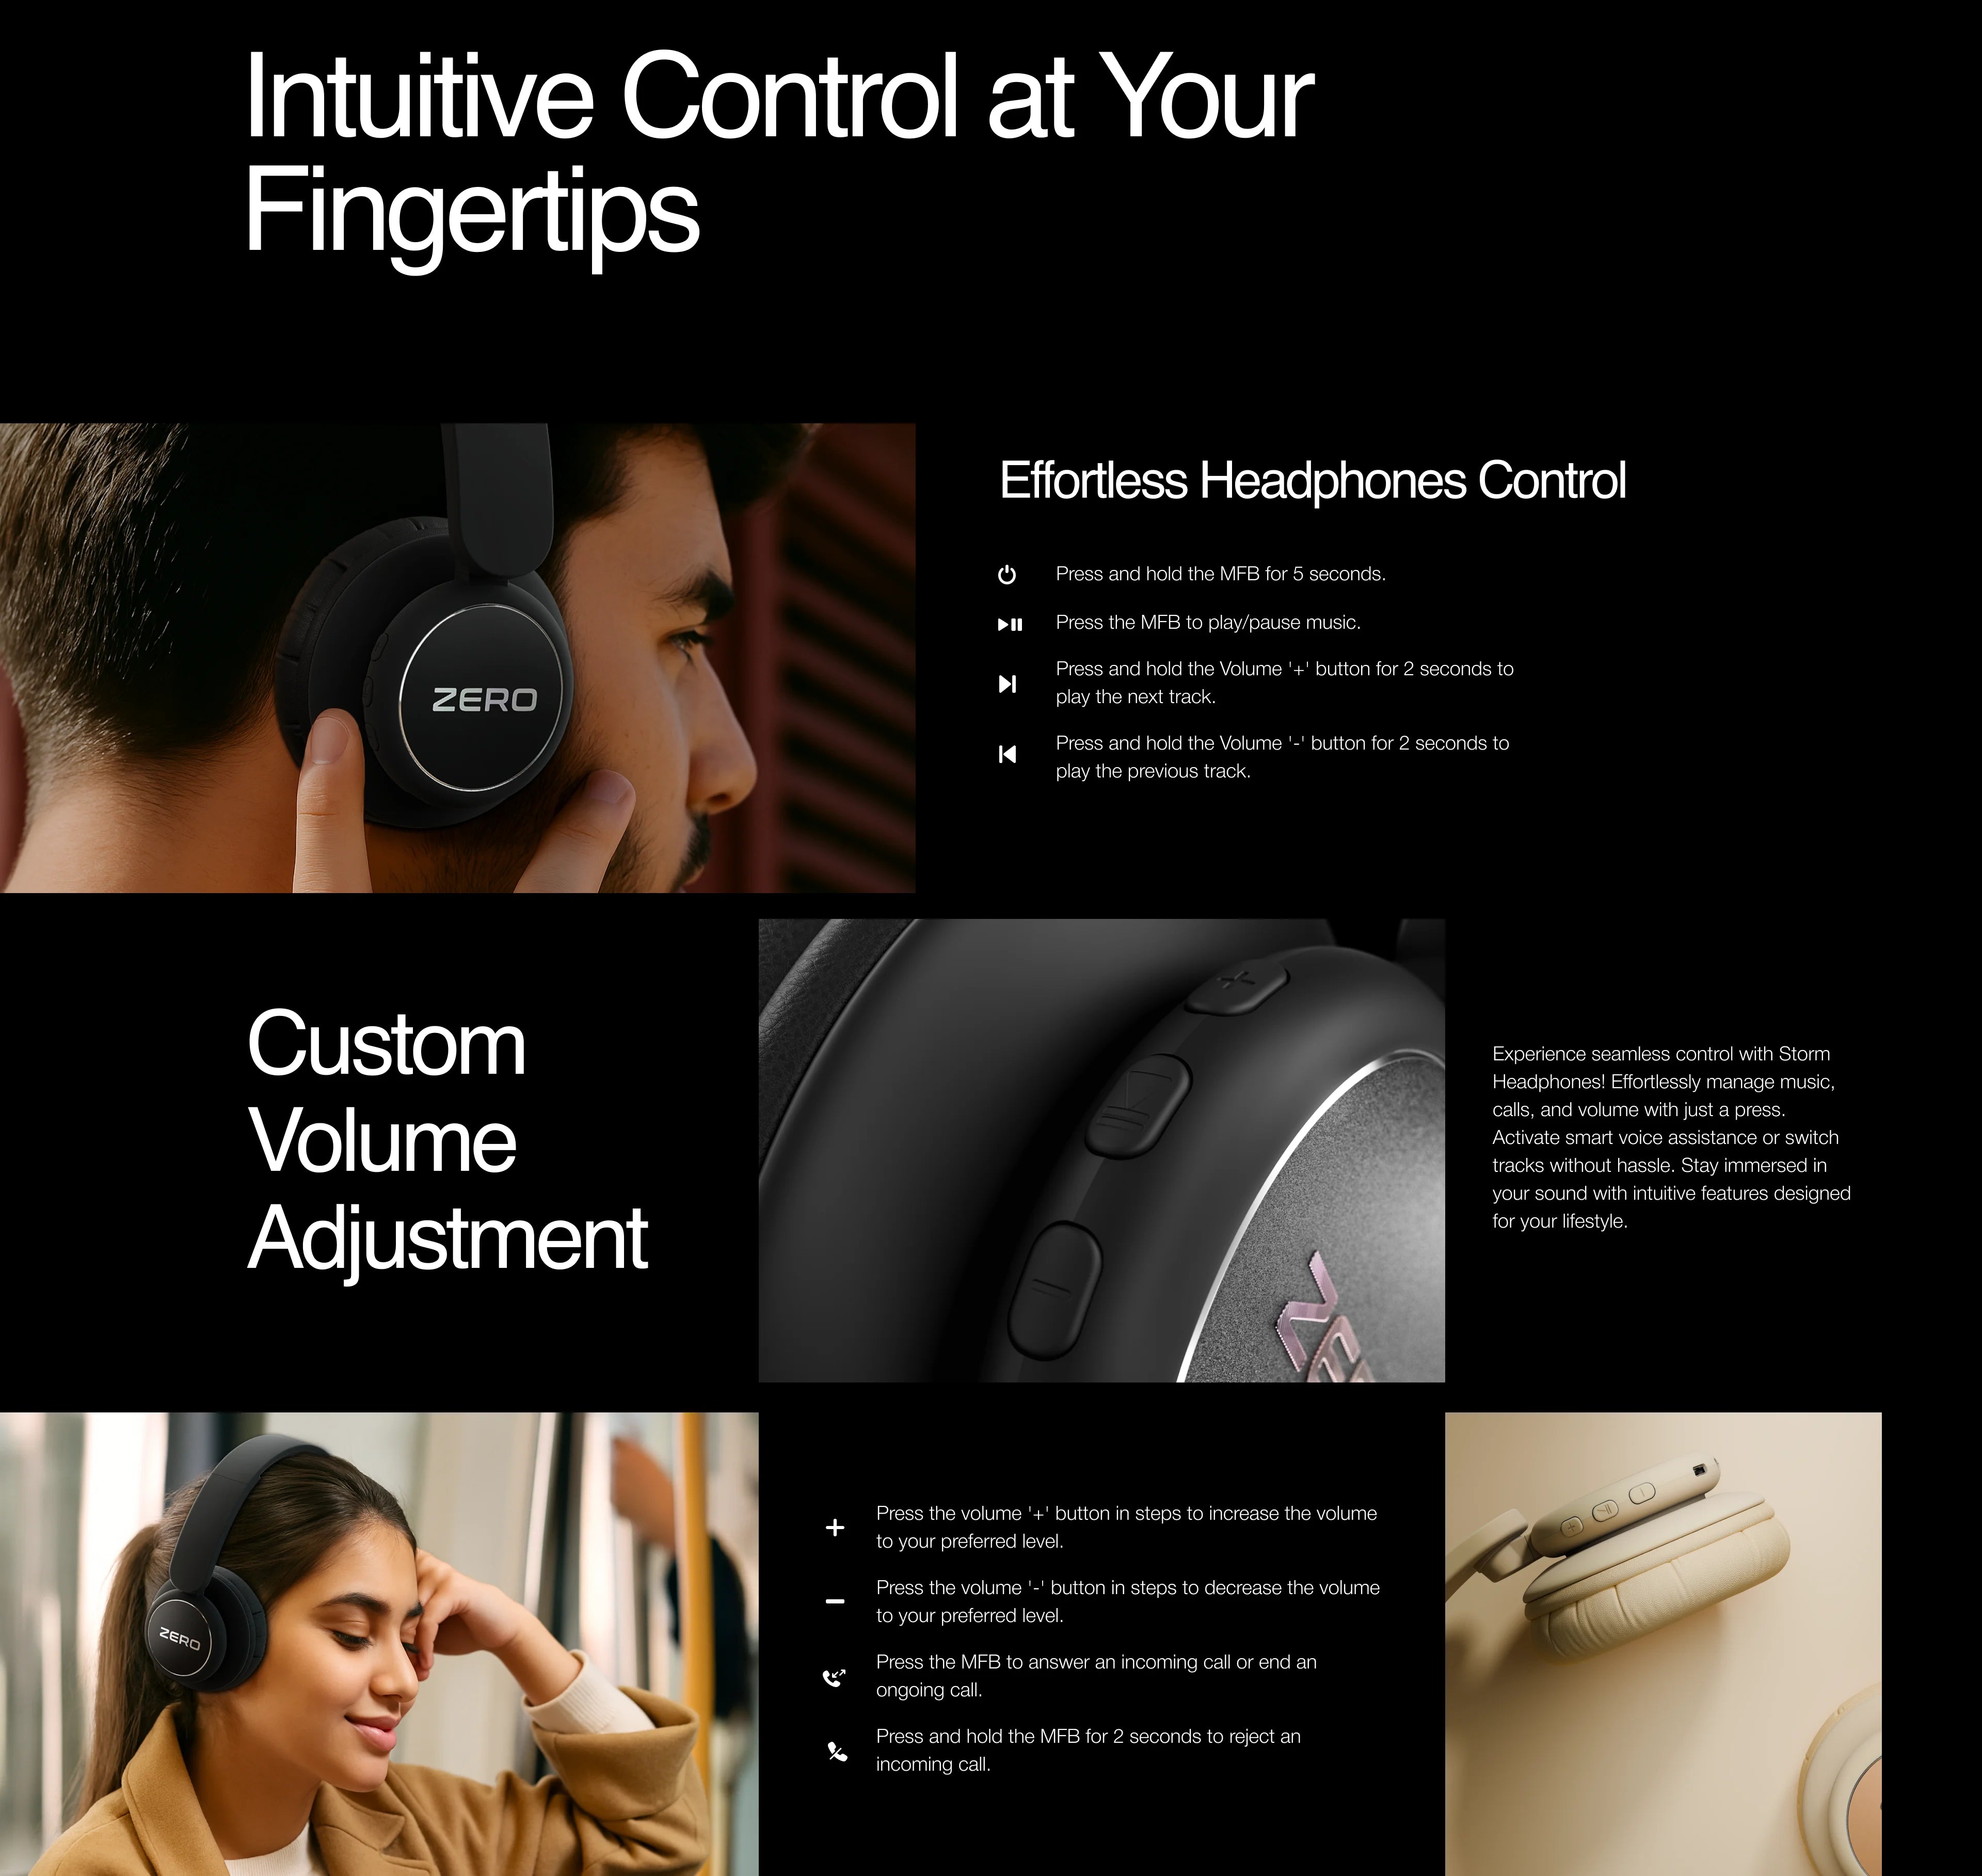 Intuitive Control at Your
Fingertips
ZERO
Effortless Headphones Control
Press and hold the MFB for 5 seconds.
Press the MFB to play/pause music.
Press and hold the Volume '+' button for 2 seconds to
play the next track.
Press and hold the Volume '-' button for 2 seconds to
play the previous track.
Custom
Volume
Adjustment
ZE
Experience seamless control with Storm
Headphones! Effortlessly manage music,
calls, and volume with just a press.
Activate smart voice assistance or switch
tracks without hassle. Stay immersed in
your sound with intuitive features designed
for your lifestyle.
ZERO
Press the volume '+' button in steps to increase the volume
to your preferred level.
Press the volume '-' button in steps to decrease the volume
to your preferred level.
Press the MFB to answer an incoming call or end an
ongoing call.
Press and hold the MFB for 2 seconds to reject an
incoming call.